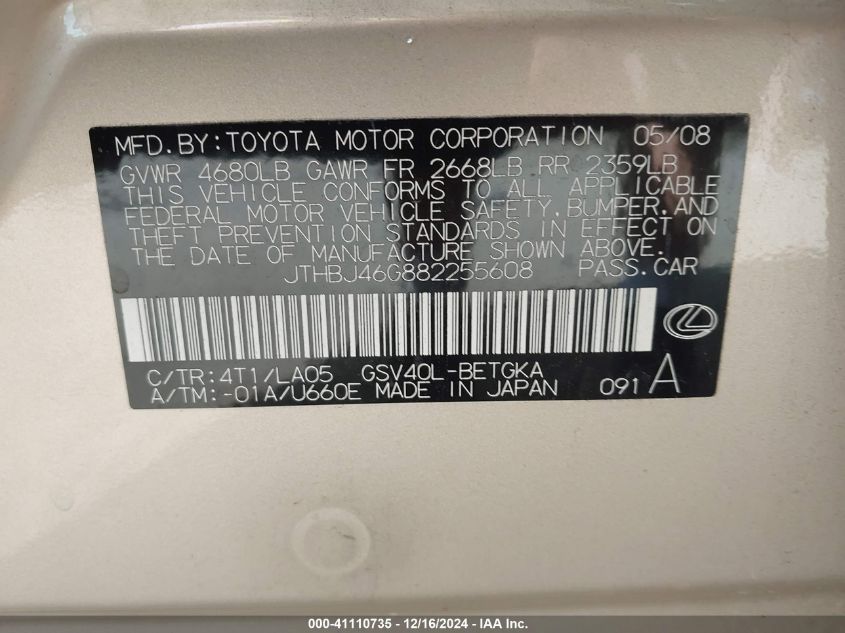 MFD.BY:TOYOTA MOTOR CORPORATION 05/08
GVWR 4680LB GAWR FR 2668LB RR 2359LB
THIS VEHICLE CONFORMS TO ALL APPLICABLE
FEDERAL MOTOR VEHICLE SAFETY,BUMPER,AND
THEFT PREVENTION STANDARDS IN EFFECT ON
THE DATE OF MANUFACTURE SHOWN ABOVE.
JTHBJ46G882255608 PASS.CAR
C/TR:4T1/LA05 GSV40L-BETGKA
A/TM:-01A/U660E MADE IN JAPAN 091 A
000-41110735 - 12/16/2024 - IAA Inc.